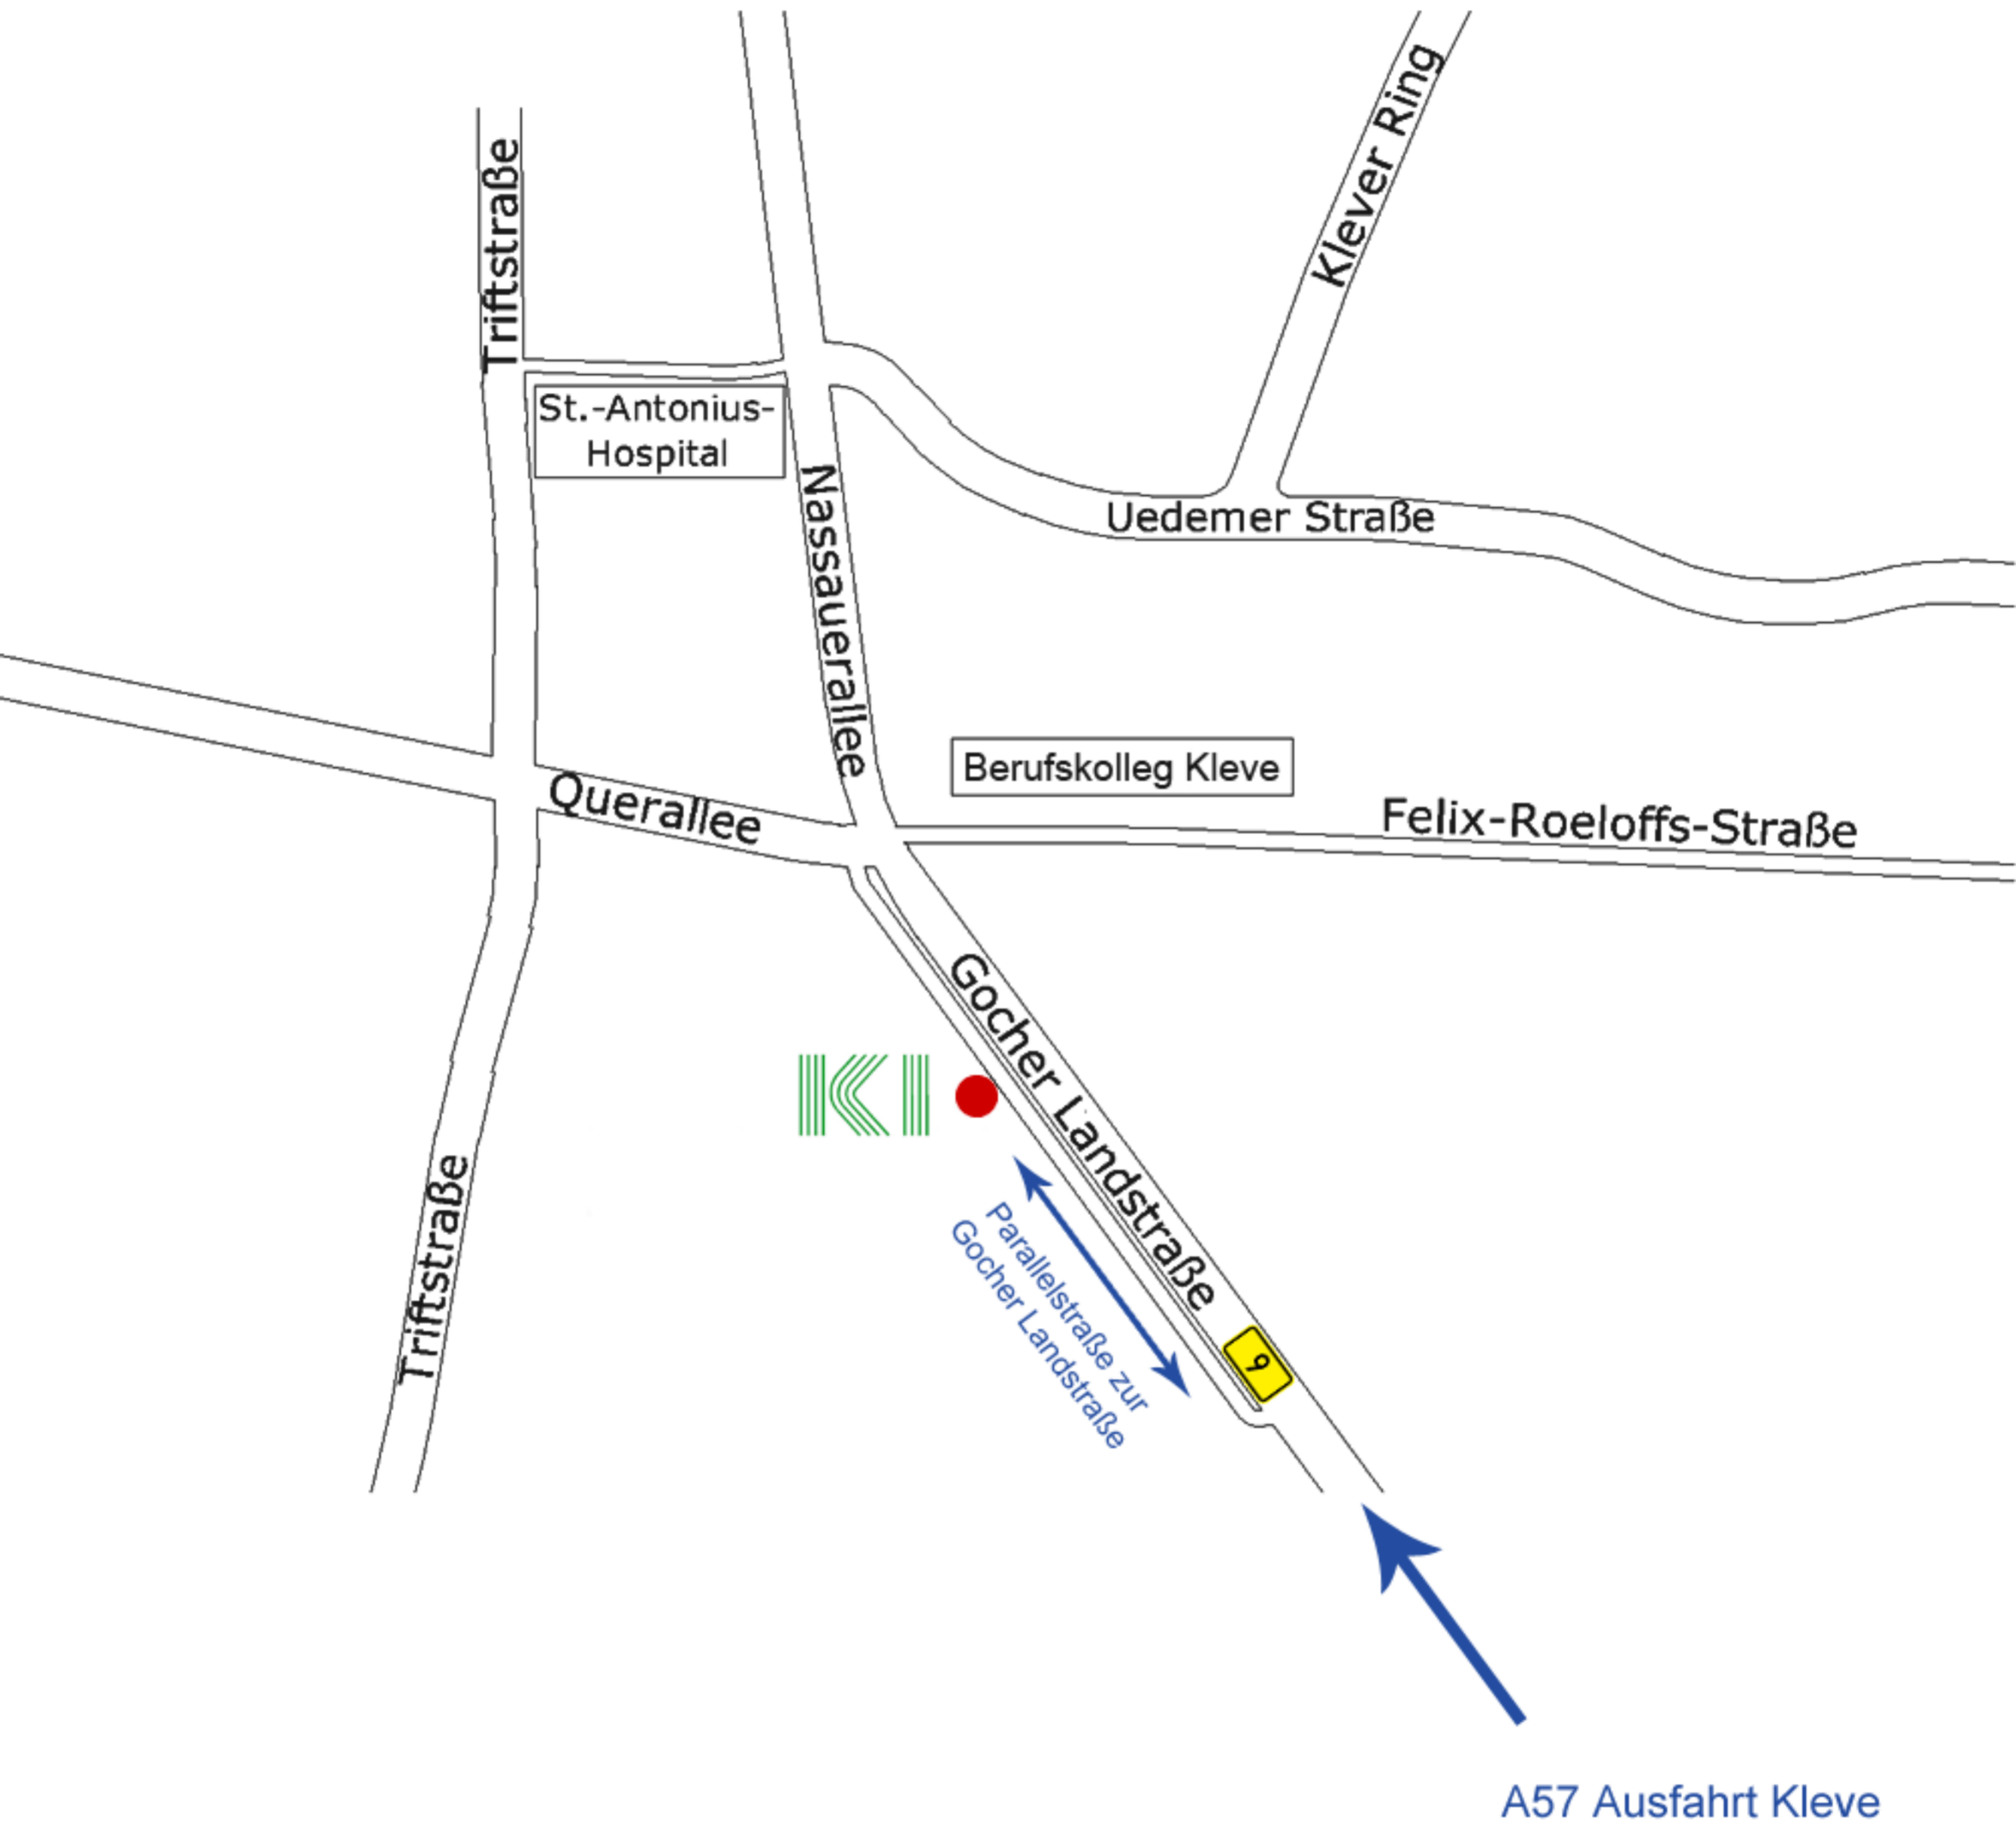 Klever Ring
Triftstraße
St.-Antonius-
Hospital
Nassauerallee
Uedemer Straße
Berufskolleg Kleve
Querallee
Felix-Roeloffs-Straße
Gocher Landstraße
KI
Triftstraße
Parallelstraße zur
Gocher Landstraße
9
A57 Ausfahrt Kleve